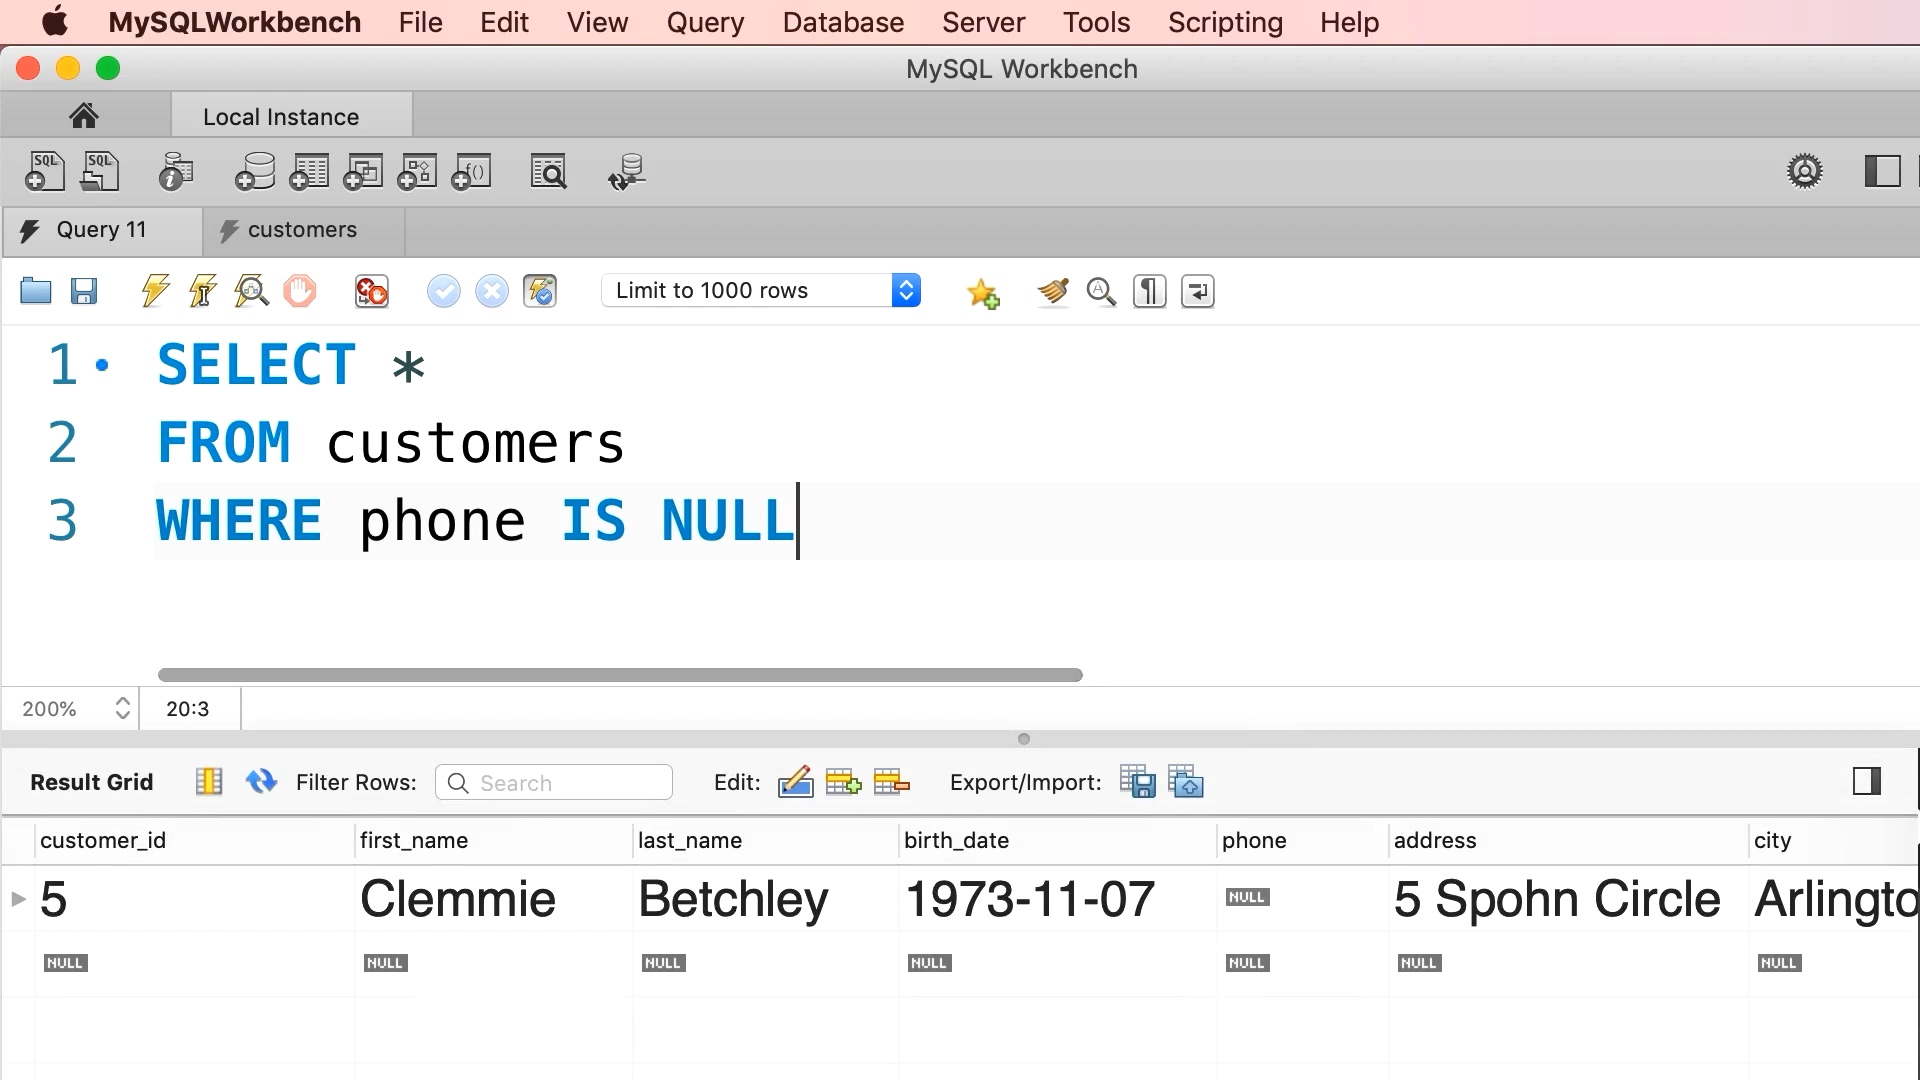 MySQLWorkbench File Edit View Query Database Server Tools Scripting Help
MySQL Workbench
Local Instance
SQL SQL f()
Query 11 customers
Limit to 1000 rows
1 SELECT *
2 FROM customers
3 WHERE phone IS NULL
200% 20:3
Result Grid Filter Rows: Search Edit: Export/Import:
customer_id first_name last_name birth_date phone address city
5 Clemmie Betchley 1973-11-07 NULL 5 Spohn Circle Arlingto
NULL NULL NULL NULL NULL NULL NULL